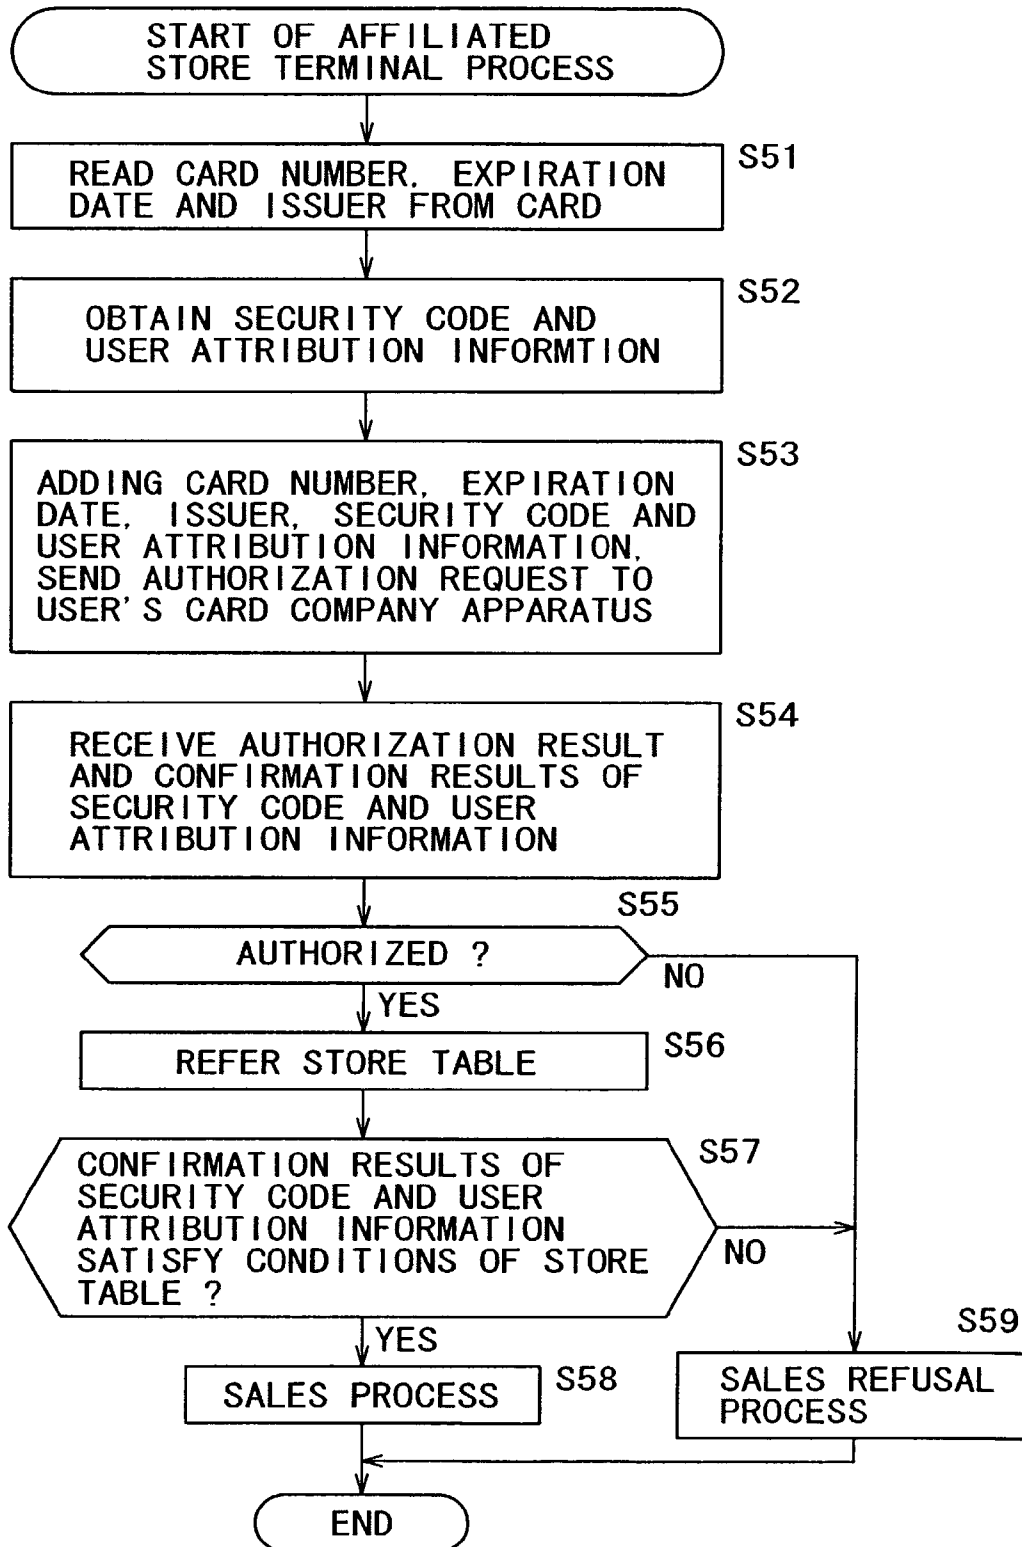 START OF AFFILIATED
STORE TERMINAL PROCESS
S51
READ CARD NUMBER, EXPIRATION
DATE AND ISSUER FROM CARD
S52
OBTAIN SECURITY CODE AND
USER ATTRIBUTION INFORMTION
S53
ADDING CARD NUMBER, EXPIRATION
DATE, ISSUER, SECURITY CODE AND
USER ATTRIBUTION INFORMATION,
SEND AUTHORIZATION REQUEST TO
USER'S CARD COMPANY APPARATUS
S54
RECEIVE AUTHORIZATION RESULT
AND CONFIRMATION RESULTS OF
SECURITY CODE AND USER
ATTRIBUTION INFORMATION
S55
AUTHORIZED ?
NO
YES
S56
REFER STORE TABLE
S57
CONFIRMATION RESULTS OF
SECURITY CODE AND USER
ATTRIBUTION INFORMATION
SATISFY CONDITIONS OF STORE
TABLE ?
NO
YES
S58
SALES PROCESS
S59
SALES REFUSAL
PROCESS
END